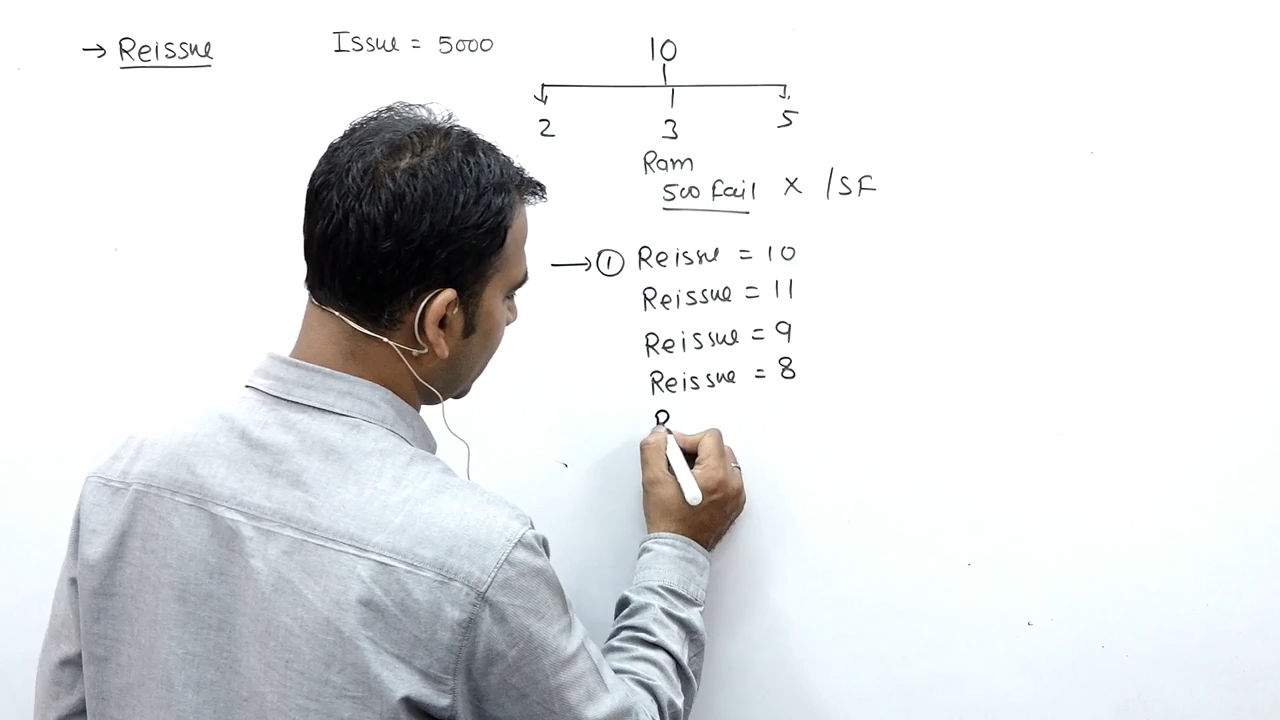 → Reissue
Issue = 5000
10
2 3 5
Ram
500 fail × /SF
→ ① Reissue = 10
Reissue = 11
Reissue = 9
Reissue = 8
R